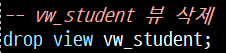 -- vw_student 뷰 삭제
drop view vw_student;